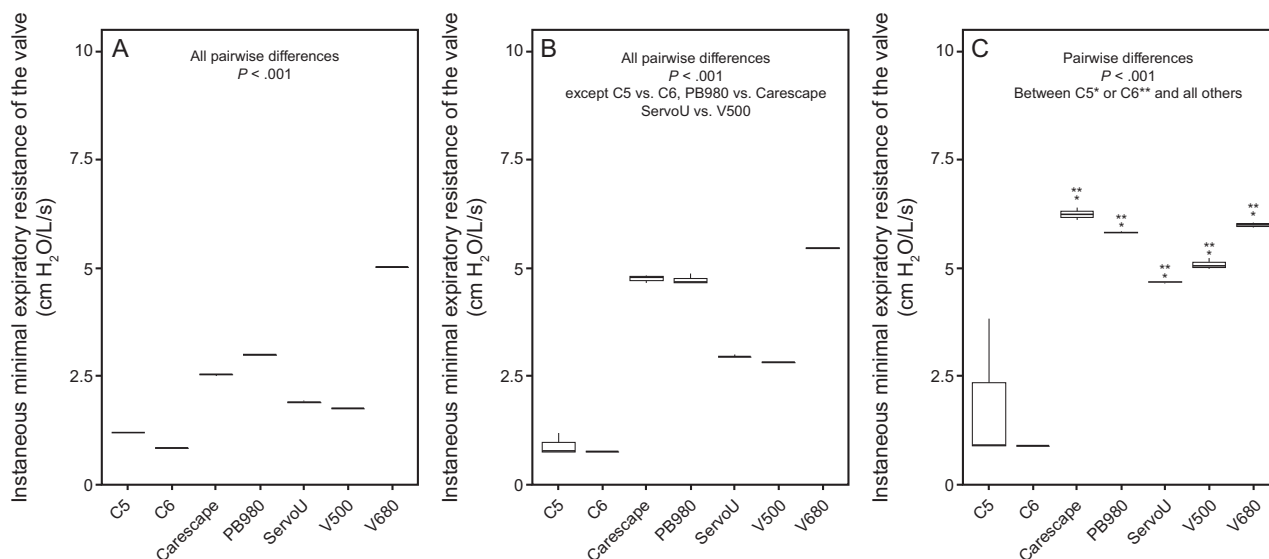 Instaneous minimal expiratory resistance of the valve
(cm H2O/L/s)
A
All pairwise differences
P < .001
10
7.5
5
2.5
0
C5
C6
Carescape
PB980
ServoU
V500
V680
Instaneous minimal expiratory resistance of the valve
(cm H2O/L/s)
B
All pairwise differences
P < .001
except C5 vs. C6, PB980 vs. Carescape
ServoU vs. V500
10
7.5
5
2.5
0
C5
C6
Carescape
PB980
ServoU
V500
V680
Instaneous minimal expiratory resistance of the valve
(cm H2O/L/s)
C
Pairwise differences
P < .001
Between C5* or C6** and all others
10
7.5
5
2.5
0
**
*
**
*
**
*
**
*
**
*
C5
C6
Carescape
PB980
ServoU
V500
V680